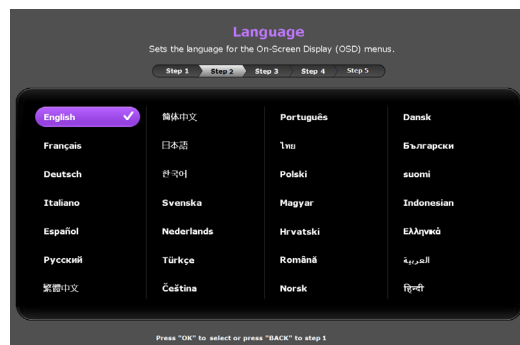 Language
Sets the language for the On-Screen Display (OSD) menus.
Step 1 Step 2 Step 3 Step 4 Step 5
English 簡体中文 Português Dansk
Français 日本語 ไทย Български
Deutsch 한국어 Polski suomi
Italiano Svenska Magyar Indonesian
Español Nederlands Hrvatski Ελληνικά
Русский Türkçe Română العربية
繁體中文 Čeština Norsk हिन्दी
Press "OK" to select or press "BACK" to step 1